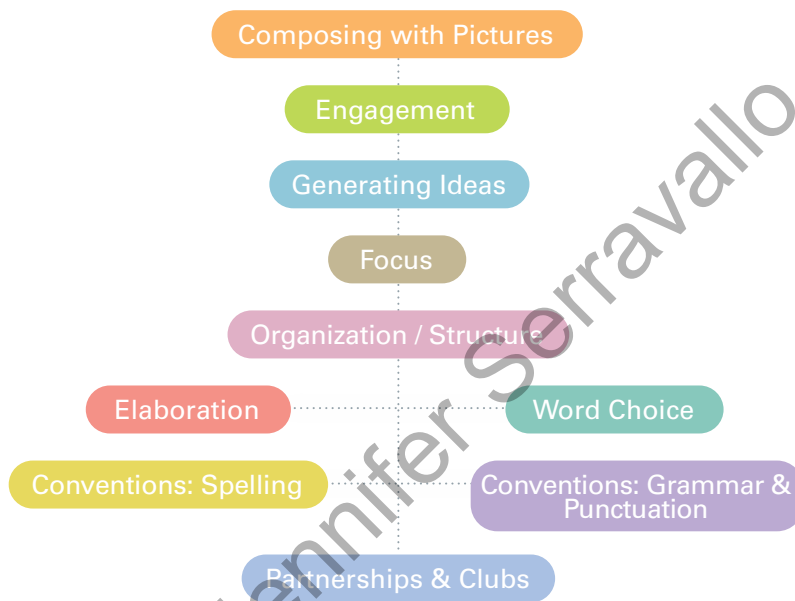 Composing with Pictures
Engagement
Generating Ideas
Focus
Organization / Structure
Elaboration
Word Choice
Conventions: Spelling
Conventions: Grammar &
Punctuation
Partnerships & Clubs
Jennifer Serravallo